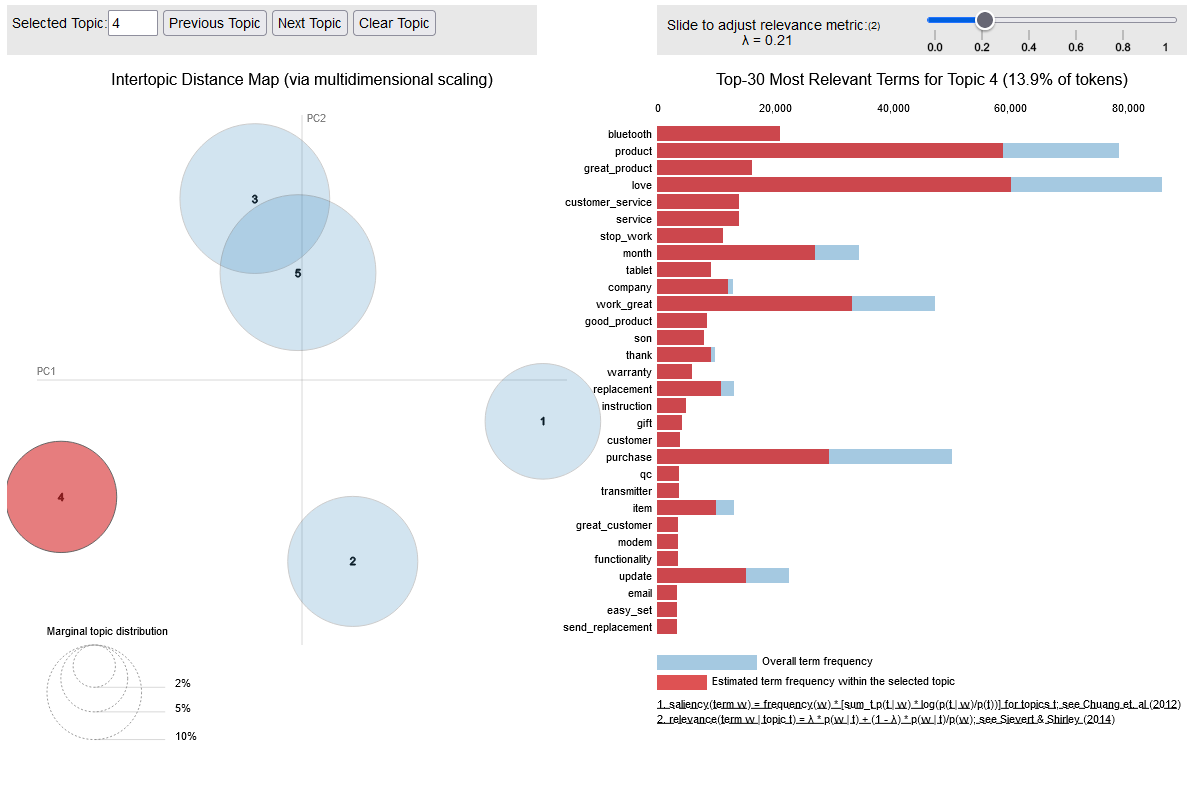 Selected Topic: 4 Previous Topic Next Topic Clear Topic
Slide to adjust relevance metric:(2)
λ = 0.21
0.0 0.2 0.4 0.6 0.8 1
Intertopic Distance Map (via multidimensional scaling)
PC2
PC1
3
5
1
4
2
Marginal topic distribution
2%
5%
10%
Top-30 Most Relevant Terms for Topic 4 (13.9% of tokens)
0 20,000 40,000 60,000 80,000
bluetooth
product
great_product
love
customer_service
service
stop_work
month
tablet
company
work_great
good_product
son
thank
warranty
replacement
instruction
gift
customer
purchase
qc
transmitter
item
great_customer
modem
functionality
update
email
easy_set
send_replacement
Overall term frequency
Estimated term frequency within the selected topic
1. saliency(term w) = frequency(w) * [sum_t p(t | w) * log(p(t | w)/p(t))] for topics t; see Chuang et. al (2012)
2. relevance(term w | topic t) = λ * p(w | t) + (1 - λ) * p(w | t)/p(w); see Sievert & Shirley (2014)